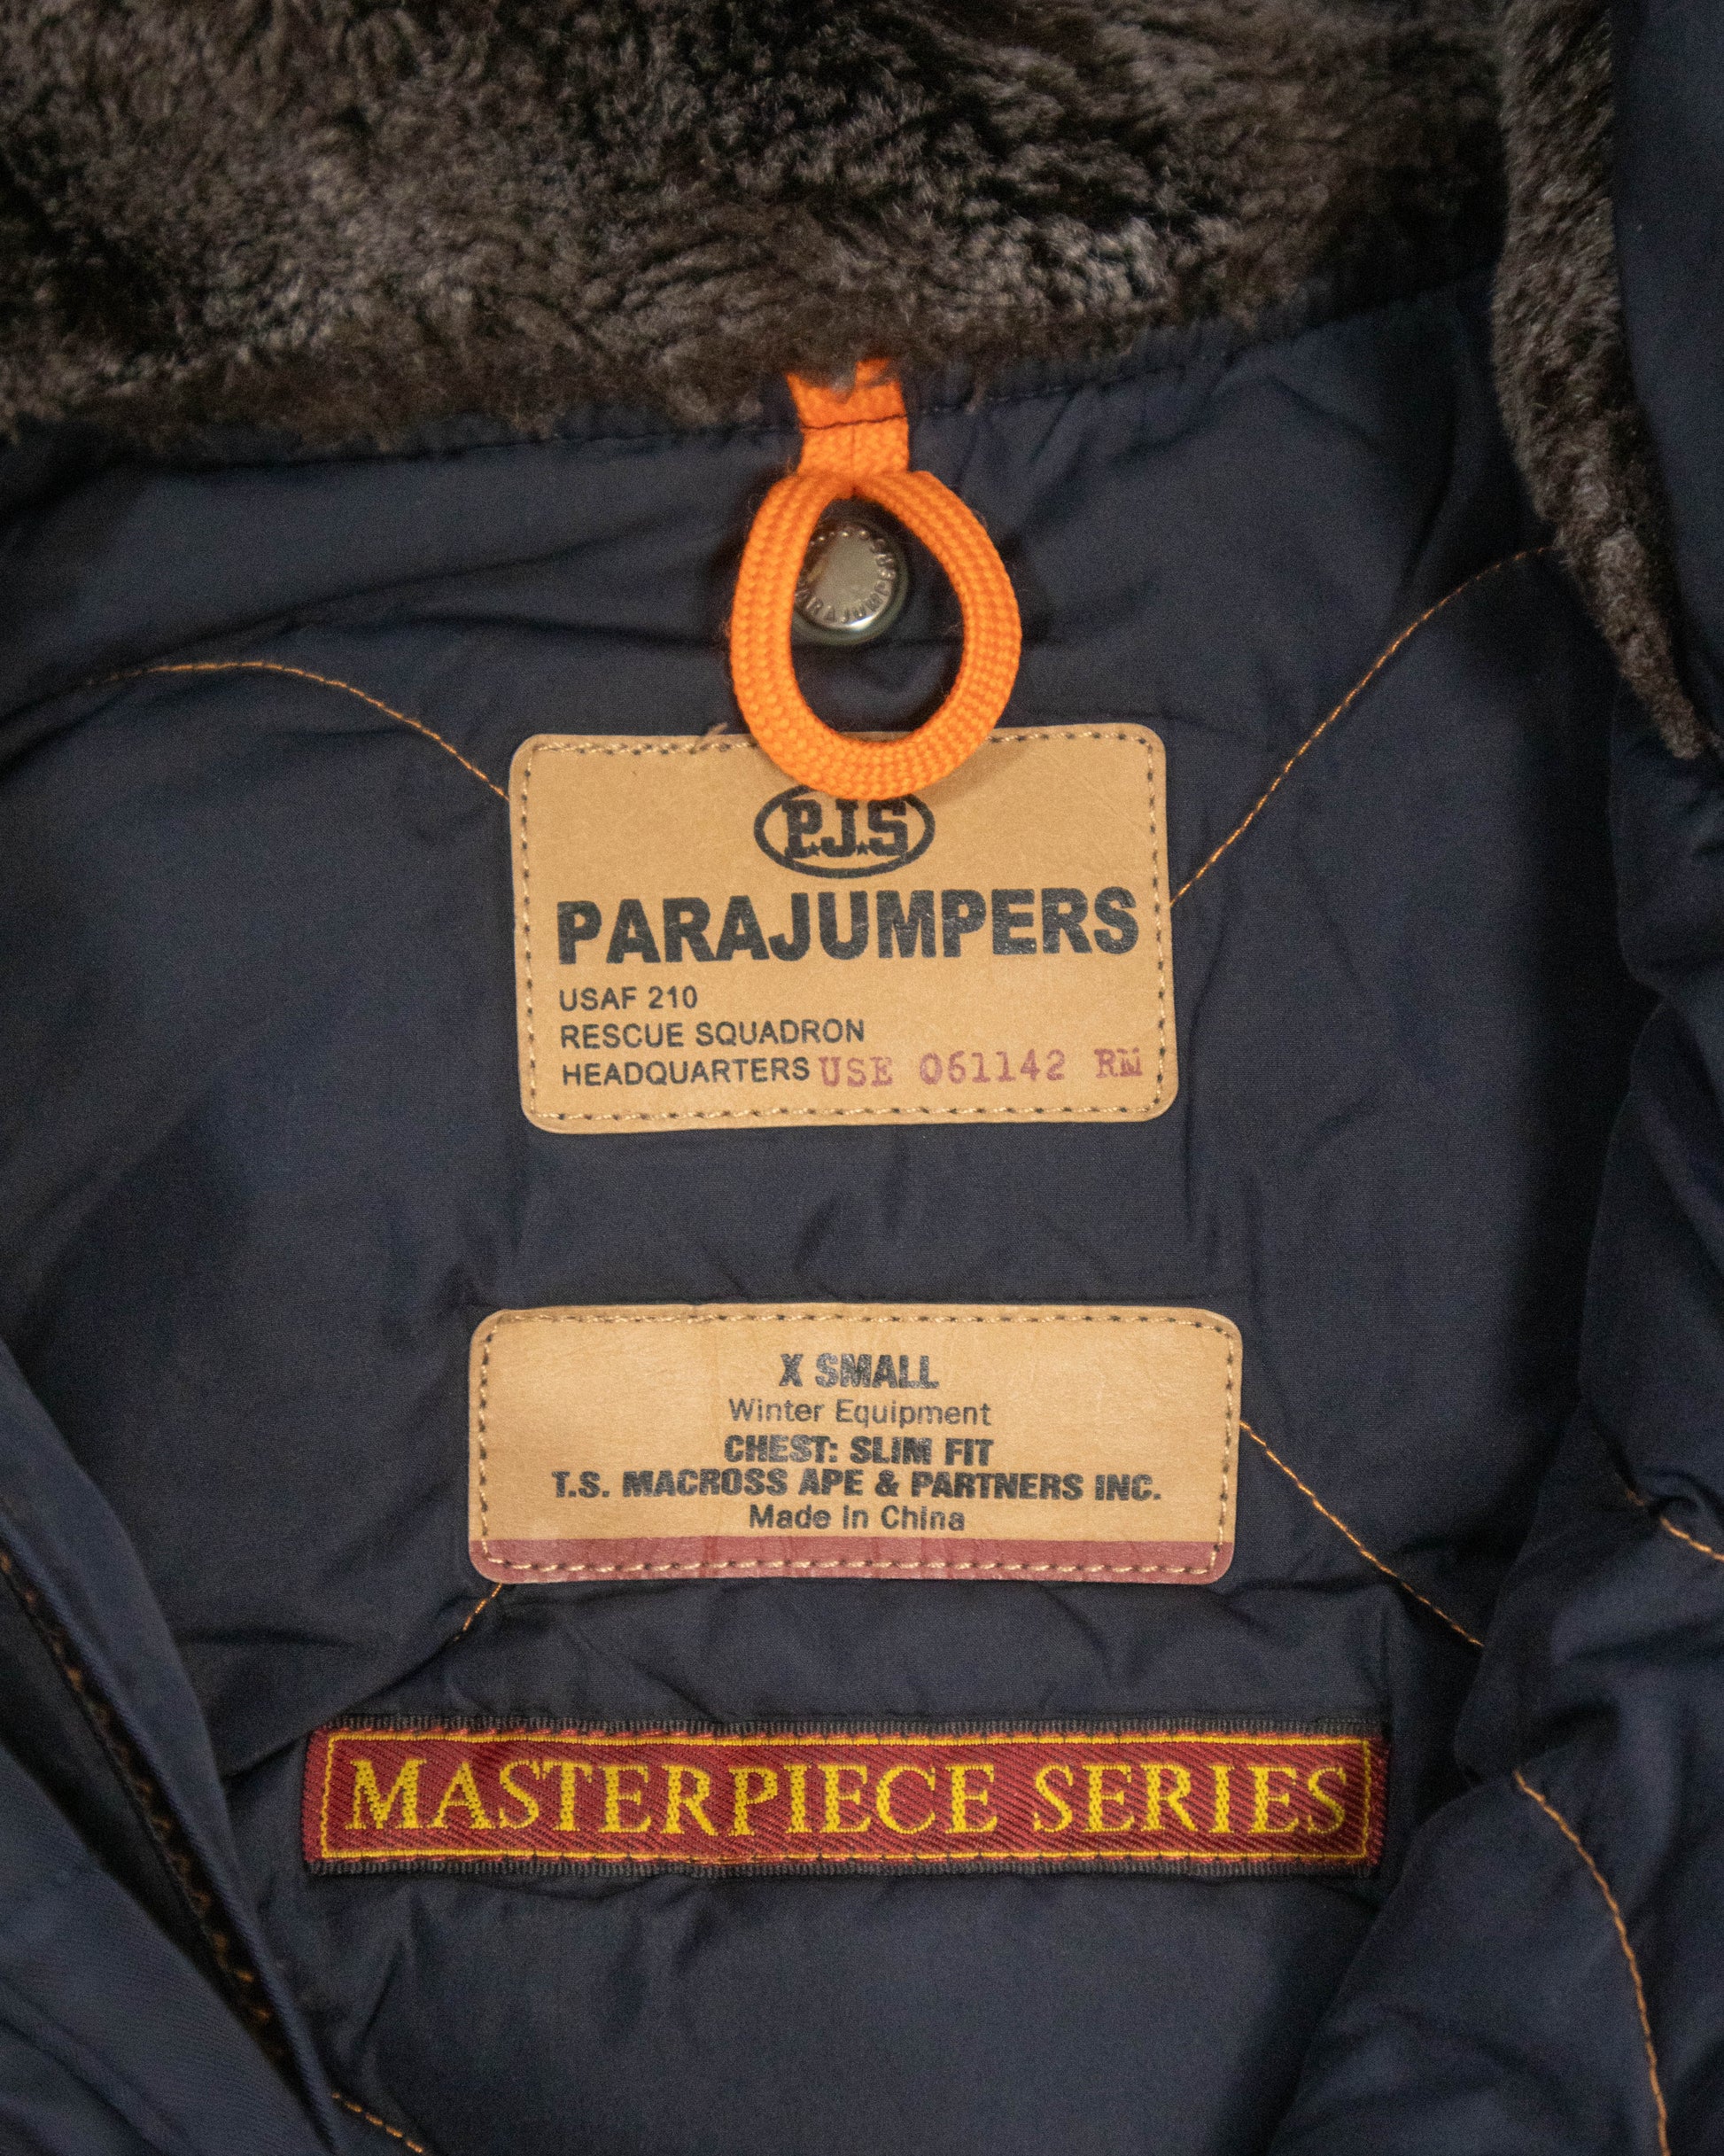 PARAJUMPERS
P.J.S
PARAJUMPERS
USAF 210
RESCUE SQUADRON
HEADQUARTERS USE 061142 RM
X SMALL
Winter Equipment
CHEST: SLIM FIT
T.S. MACROSS APE & PARTNERS INC.
Made in China
MASTERPIECE SERIES